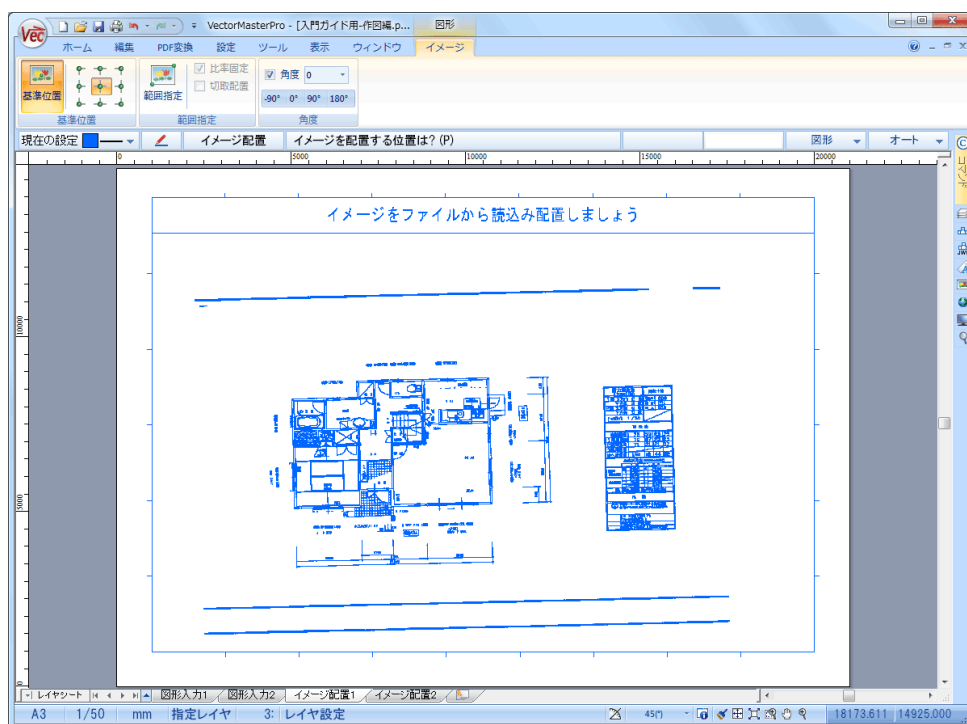 Vec
VectorMasterPro - [入門ガイド用-作図編.p...
図形
ホーム 編集 PDF変換 設定 ツール 表示 ウィンドウ イメージ
基準位置
範囲指定
比率固定
切取配置
角度 0
-90° 0° 90° 180°
基準位置 範囲指定 角度
現在の設定 イメージ配置 イメージを配置する位置は? (P) 図形 オート
0 5000 10000 15000 20000
コマンド
イメージをファイルから読込み配置しましょう
10000
5000
0
レイヤシート 図形入力1 図形入力2 イメージ配置1 イメージ配置2
A3 1/50 mm 指定レイヤ 3: レイヤ設定 45(°) 18173.611 14925.000